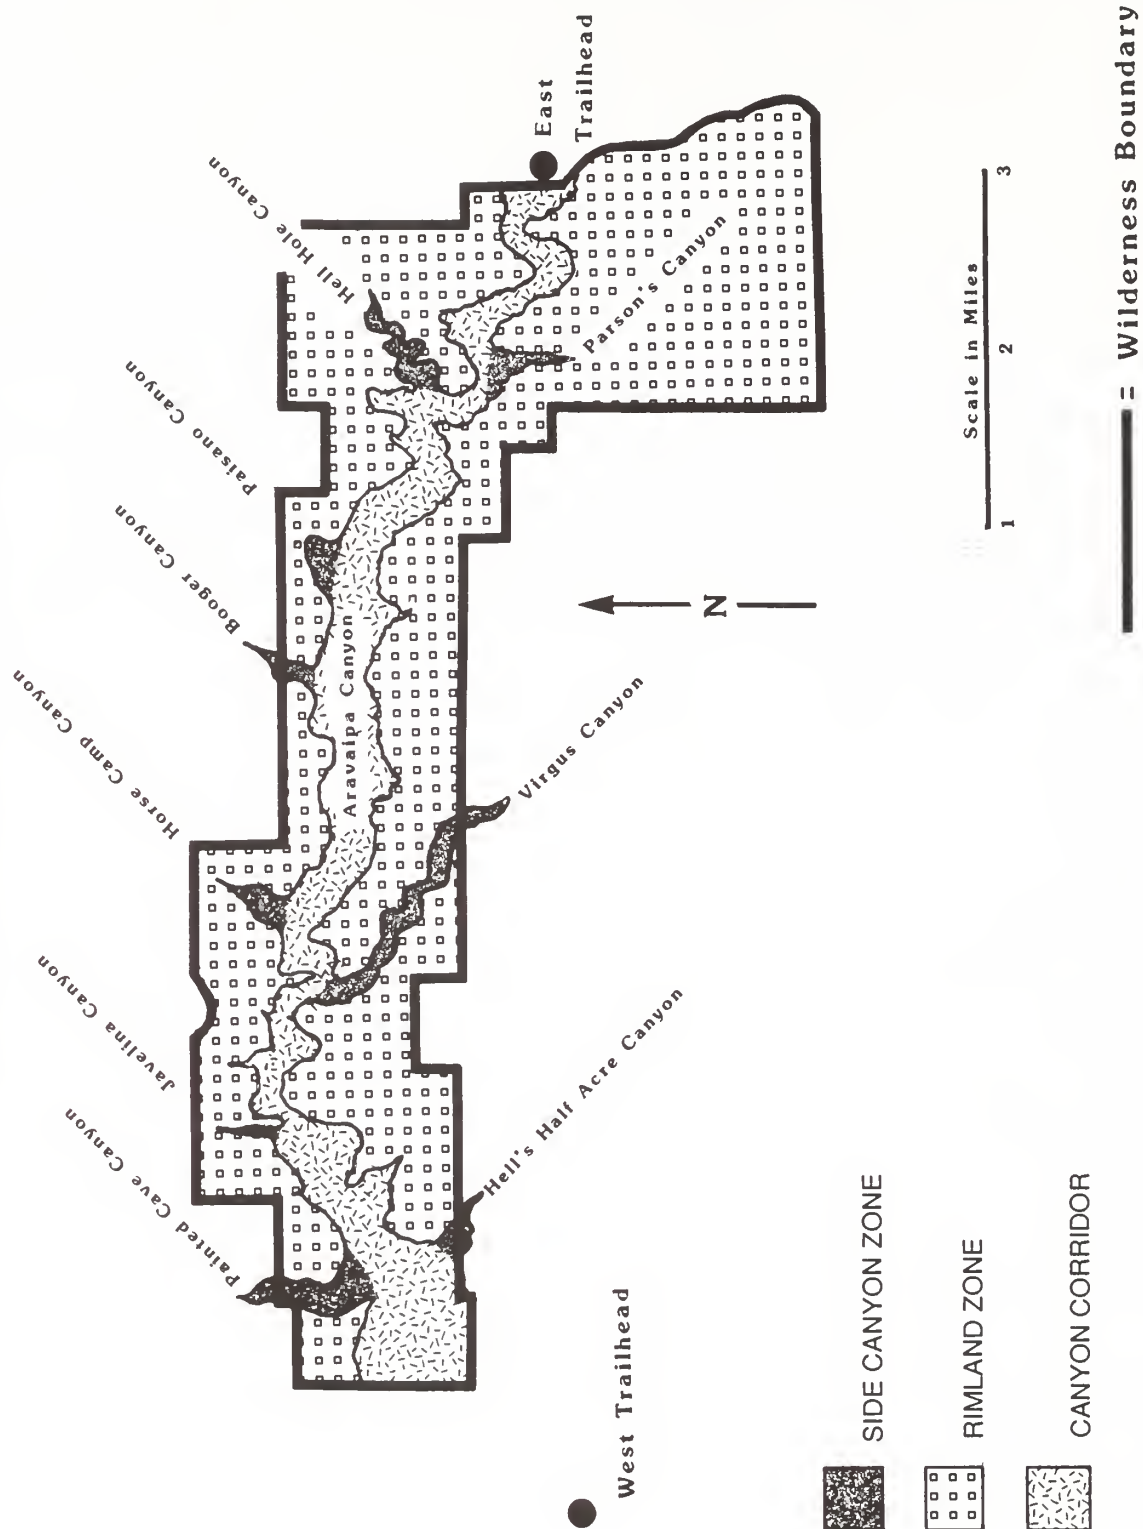 Painted Cave Canyon
Javelina Canyon
Horse Camp Canyon
Booger Canyon
Paisano Canyon
Hell Hole Canyon
East
Trailhead
Aravaipa Canyon
Parson's Canyon
Virgus Canyon
Hell's Half Acre Canyon
West Trailhead
N
Scale in Miles
1 2 3
SIDE CANYON ZONE
RIMLAND ZONE
CANYON CORRIDOR
= Wilderness Boundary